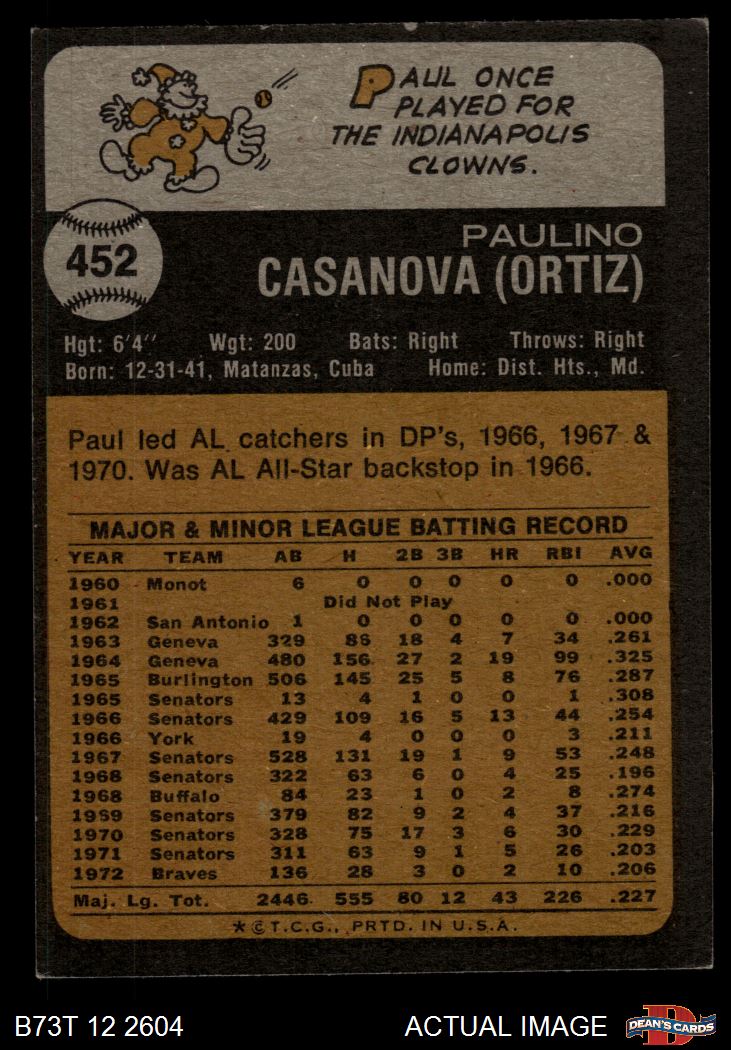 PAUL ONCE
PLAYED FOR
THE INDIANAPOLIS
CLOWNS.
452
PAULINO
CASANOVA (ORTIZ)
Hgt: 6'4" Wgt: 200 Bats: Right Throws: Right
Born: 12-31-41, Matanzas, Cuba Home: Dist. Hts., Md.
Paul led AL catchers in DP's, 1966, 1967 &
1970. Was AL All-Star backstop in 1966.
MAJOR & MINOR LEAGUE BATTING RECORD
YEAR TEAM AB H 2B 3B HR RBI AVG
1960 Monot 6 0 0 0 0 0 .000
1961 Did Not Play
1962 San Antonio 1 0 0 0 0 0 .000
1963 Geneva 329 86 18 4 7 34 .261
1964 Geneva 480 156 27 2 19 99 .325
1965 Burlington 506 145 25 5 8 76 .287
1965 Senators 13 4 1 0 0 1 .308
1966 Senators 429 109 16 5 13 44 .254
1966 York 19 4 0 0 0 3 .211
1967 Senators 528 131 19 1 9 53 .248
1968 Senators 322 63 6 0 4 25 .196
1968 Buffalo 84 23 1 0 2 8 .274
1969 Senators 379 82 9 2 4 37 .216
1970 Senators 328 75 17 3 6 30 .229
1971 Senators 311 63 9 1 5 26 .203
1972 Braves 136 28 3 0 2 10 .206
Maj. Lg. Tot. 2446 555 80 12 43 226 .227
*©T.C.G., PRTD. IN U.S.A.
B73T 12 2604 ACTUAL IMAGE
D
DEAN'S CARDS